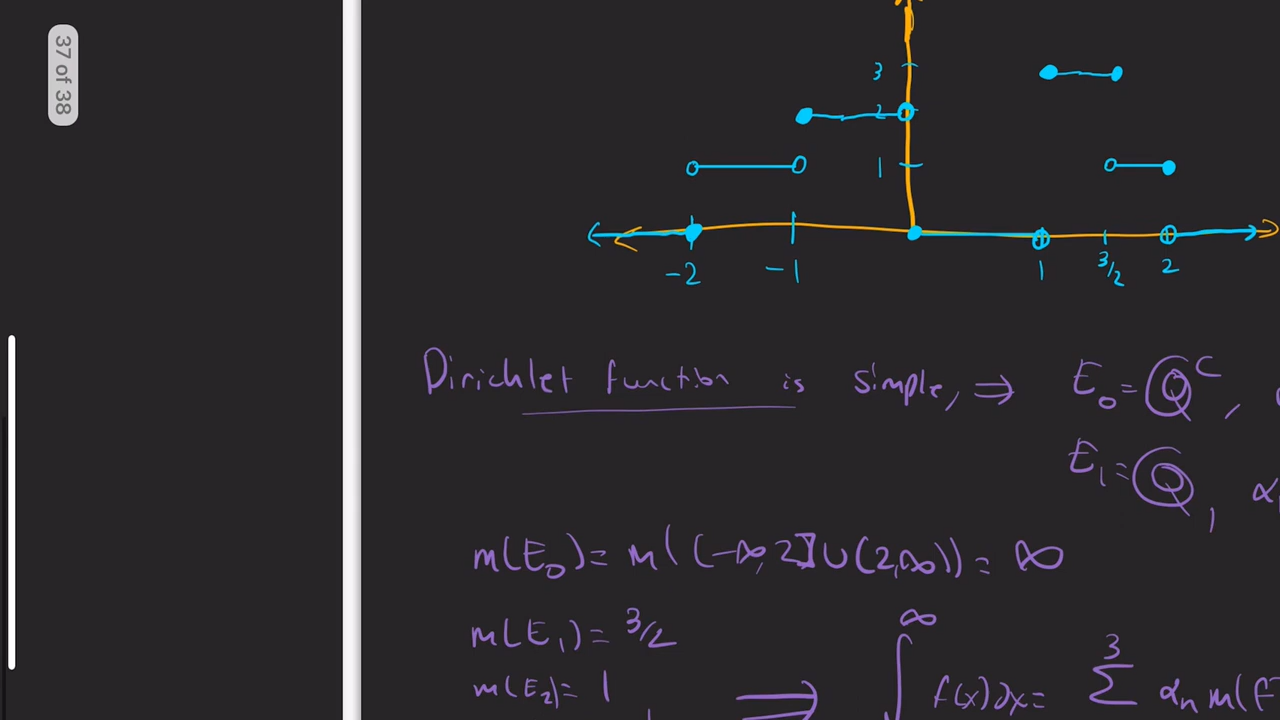 37 of 38
3
2
1
-2 -1 1 3/2 2
Dirichlet function is simple, ⇒ E₀ = ℚᶜ,
E₁ = ℚ, α
m(E₀) = m((-∞, 2] ∪ (2, ∞)) = ∞
m(E₁) = 3/2
m(E₂) = 1
⇒ ∫^∞ f(x)dx = Σ^3 αₙ m(